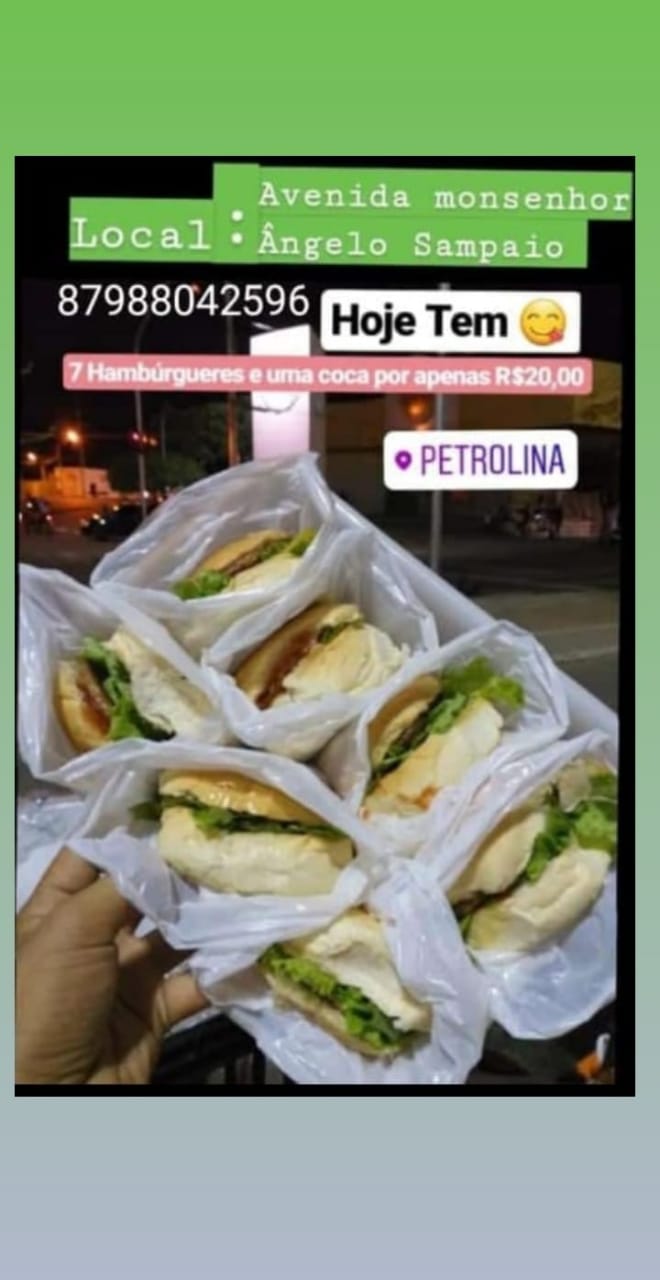 Local : Avenida monsenhor
Ângelo Sampaio
87988042596
Hoje Tem 😋
7 Hambúrgueres e uma coca por apenas R$20,00
PETROLINA